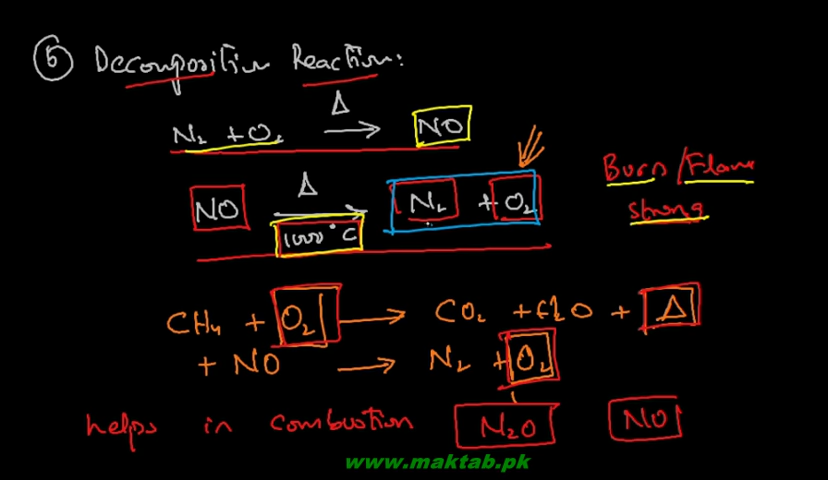 ⑤ Decomposition Reaction:
N₂ + O₂ Δ → NO
NO Δ → 1000°C N₂ + O₂
Burn / Flame
strong
CH₄ + O₂ → CO₂ + H₂O + Δ
+ NO → N₂ + O₂
helps in combustion N₂O NO
www.maktab.pk